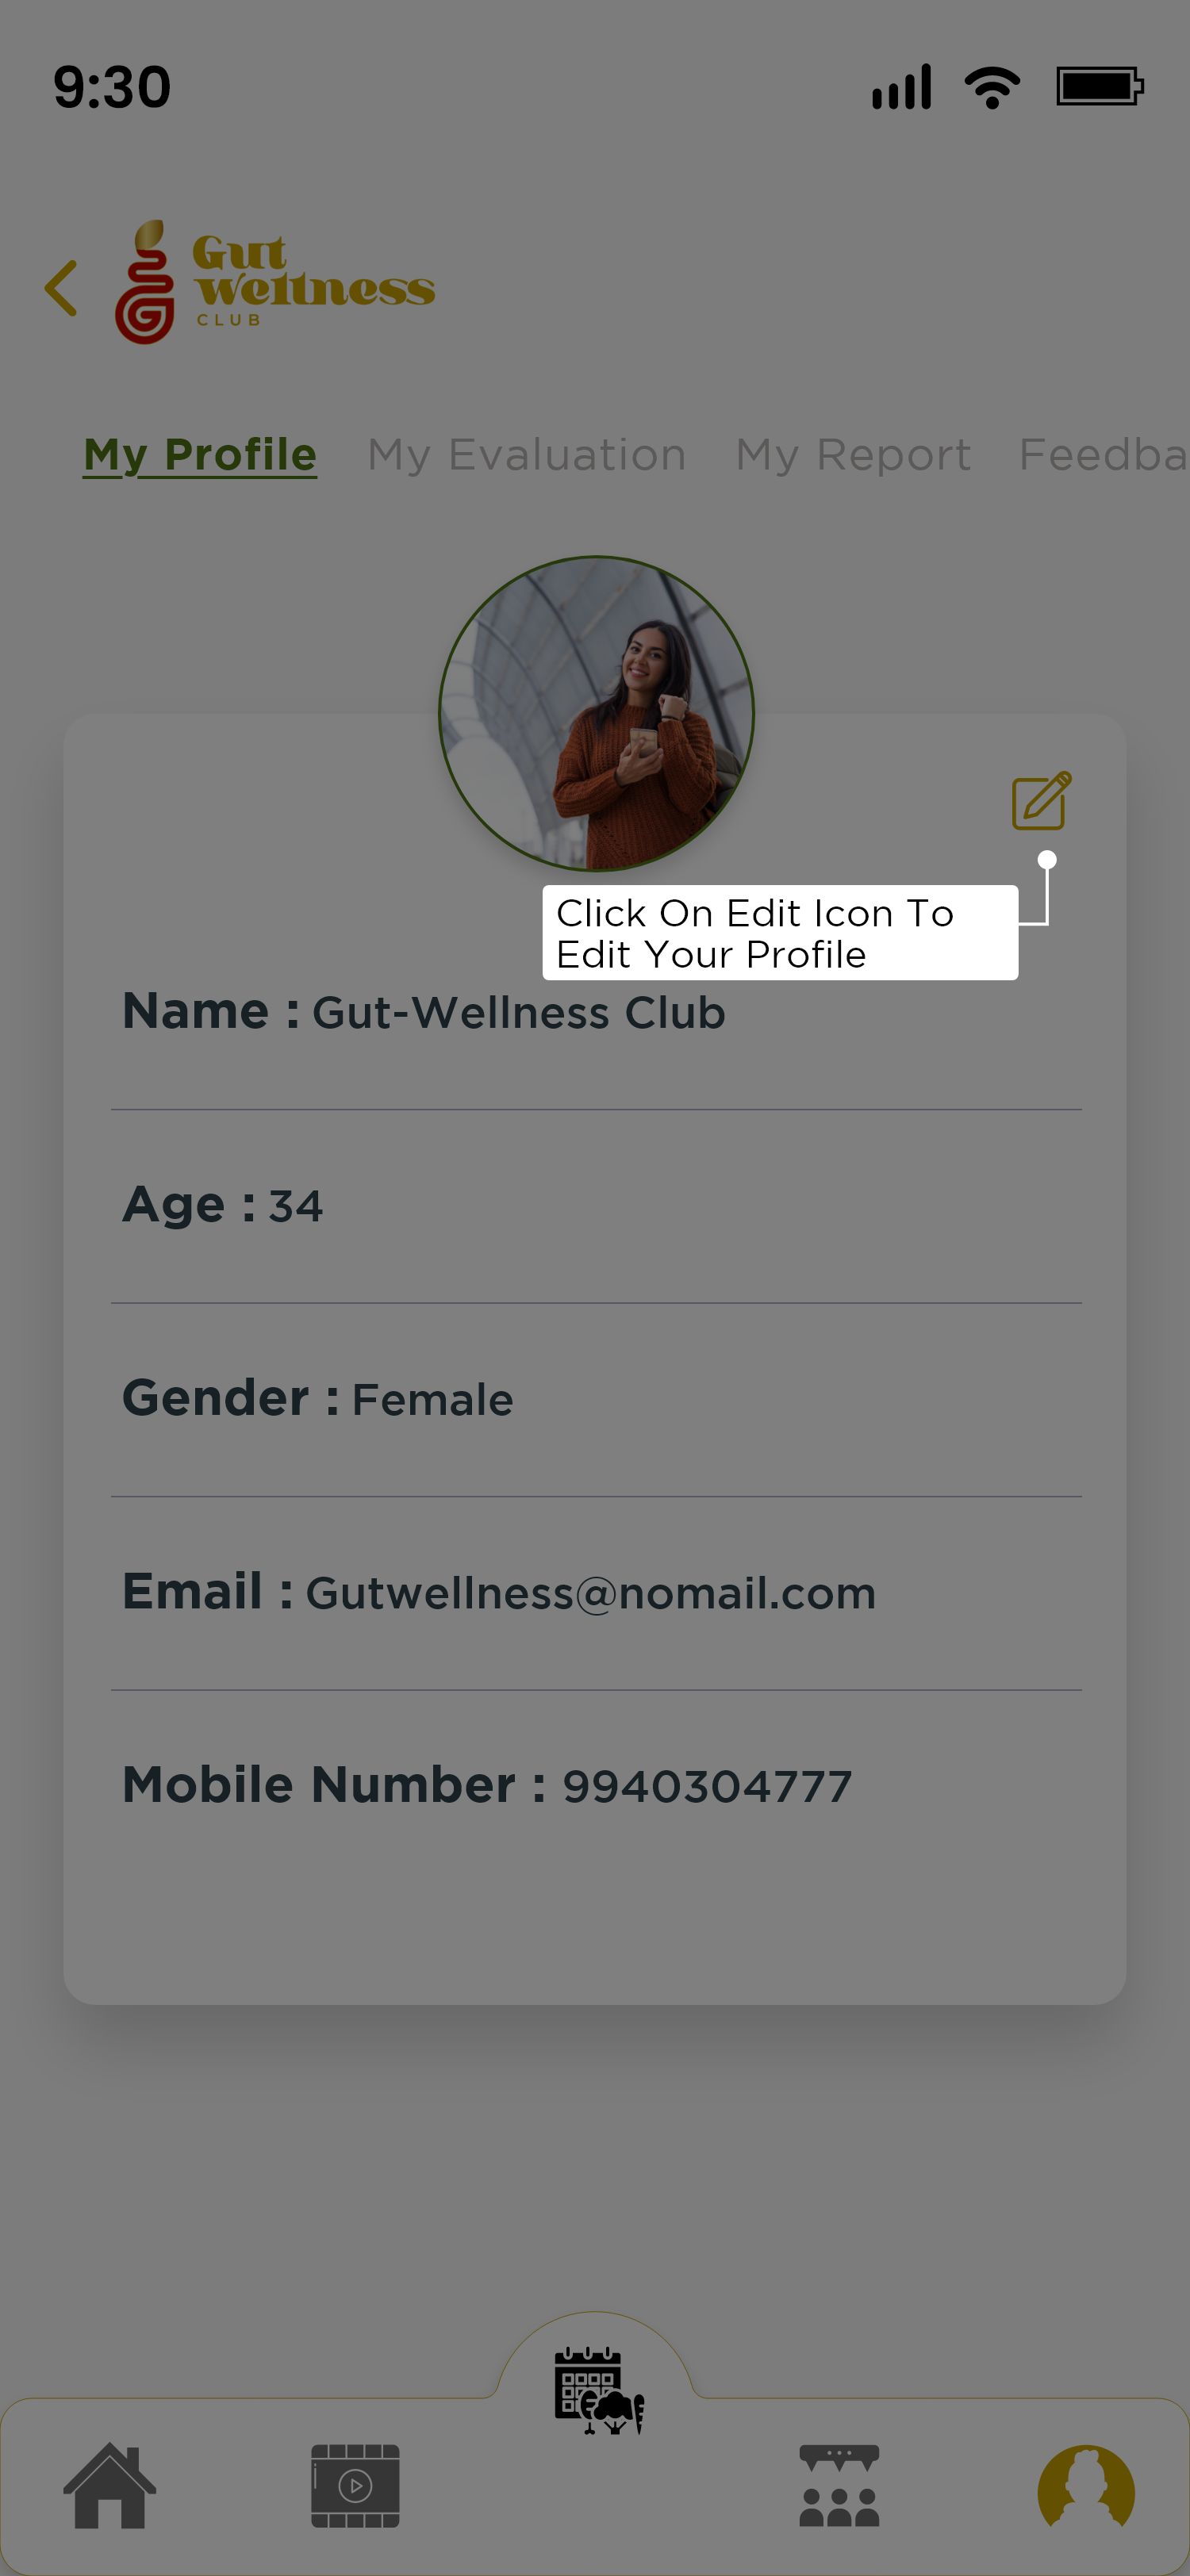 9:30
Gut
Wellness
CLUB
My Profile My Evaluation My Report Feedba
Click On Edit Icon To
Edit Your Profile
Name : Gut-Wellness Club
Age : 34
Gender : Female
Email : Gutwellness@nomail.com
Mobile Number : 9940304777